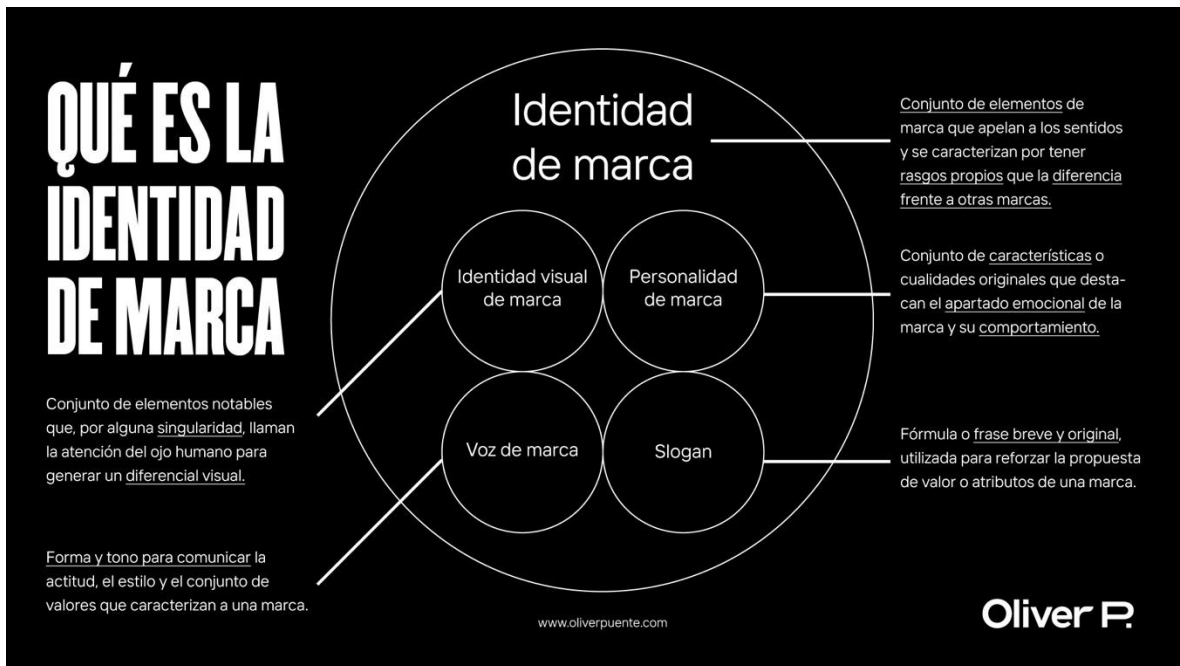 QUÉ ES LA
IDENTIDAD
DE MARCA
Conjunto de elementos notables
que, por alguna singularidad, llaman
la atención del ojo humano para
generar un diferencial visual.
Forma y tono para comunicar la
actitud, el estilo y el conjunto de
valores que caracterizan a una marca.
Identidad
de marca
Identidad visual
de marca
Personalidad
de marca
Voz de marca
Slogan
www.oliverpuente.com
Conjunto de elementos de
marca que apelan a los sentidos
y se caracterizan por tener
rasgos propios que la diferencia
frente a otras marcas.
Conjunto de características o
cualidades originales que desta-
can el apartado emocional de la
marca y su comportamiento.
Fórmula o frase breve y original,
utilizada para reforzar la propuesta
de valor o atributos de una marca.
Oliver P.